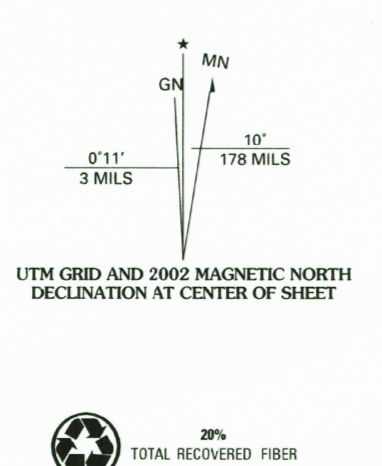 ★
MN
GN
10°
178 MILS
0°11′
3 MILS
UTM GRID AND 2002 MAGNETIC NORTH
DECLINATION AT CENTER OF SHEET
20%
TOTAL RECOVERED FIBER